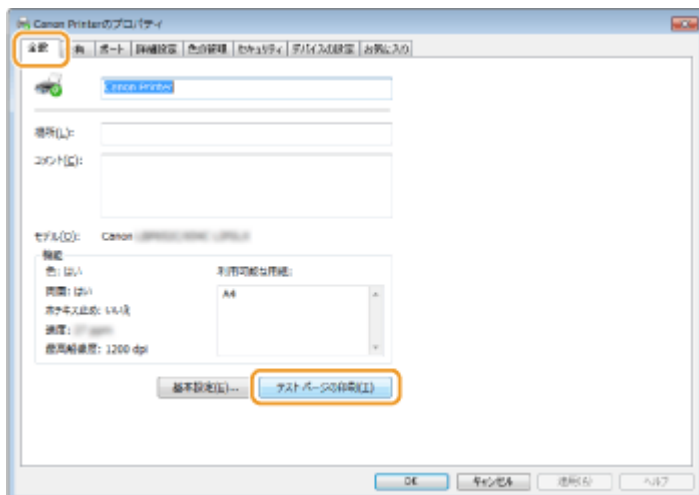 Canon Printerのプロパティ
全般 共有 ポート 詳細設定 色の管理 セキュリティ デバイスの設定 お気に入り
Canon Printer
場所(L):
コメント(C):
モデル(O): Canon
機能
色: はい 利用可能な用紙:
両面: はい A4
ホチキス止め: いいえ
速度:
最高解像度: 1200 dpi
基本設定(E)... テスト ページの印刷(T)
OK キャンセル 適用(A) ヘルプ